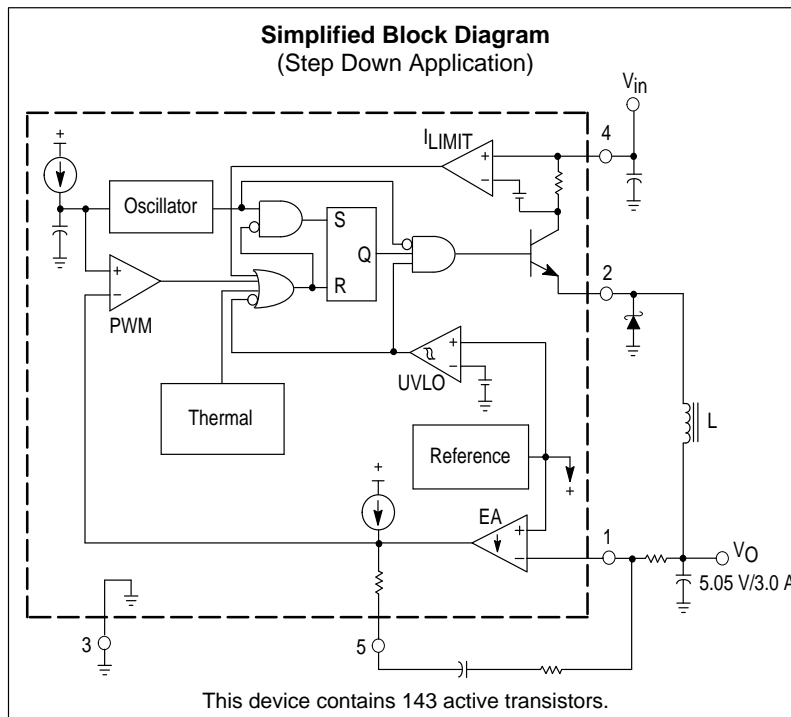 Simplified Block Diagram
(Step Down Application)
Vin
4
ILIMIT
+
–
+
Oscillator
S
Q
R
2
+
–
PWM
+
–
UVLO
Thermal
L
Reference
+
+
EA
+
–
1
VO
5.05 V/3.0 A
3
5
This device contains 143 active transistors.